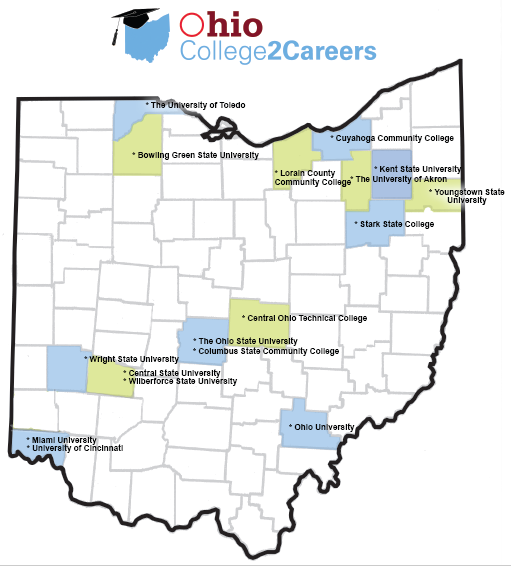 Ohio
College2Careers
* The University of Toledo
* Bowling Green State University
* Cuyahoga Community College
* Lorain County
Community College
* Kent State University
* The University of Akron
* Youngstown State
University
* Stark State College
* Central Ohio Technical College
* The Ohio State University
* Columbus State Community College
* Wright State University
* Central State University
* Wilberforce State University
* Ohio University
* Miami University
* University of Cincinnati